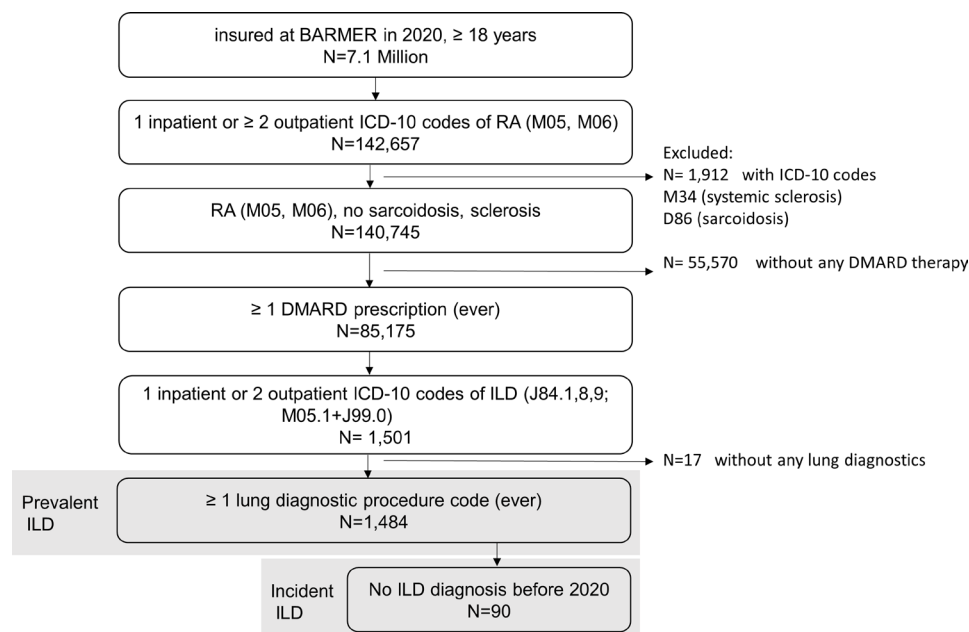 insured at BARMER in 2020, ≥ 18 years
N=7.1 Million
1 inpatient or ≥ 2 outpatient ICD-10 codes of RA (M05, M06)
N=142,657
Excluded:
N= 1,912 with ICD-10 codes
M34 (systemic sclerosis)
D86 (sarcoidosis)
RA (M05, M06), no sarcoidosis, sclerosis
N=140,745
N= 55,570 without any DMARD therapy
≥ 1 DMARD prescription (ever)
N=85,175
1 inpatient or 2 outpatient ICD-10 codes of ILD (J84.1,8,9;
M05.1+J99.0)
N= 1,501
N=17 without any lung diagnostics
Prevalent
ILD
≥ 1 lung diagnostic procedure code (ever)
N=1,484
Incident
ILD
No ILD diagnosis before 2020
N=90